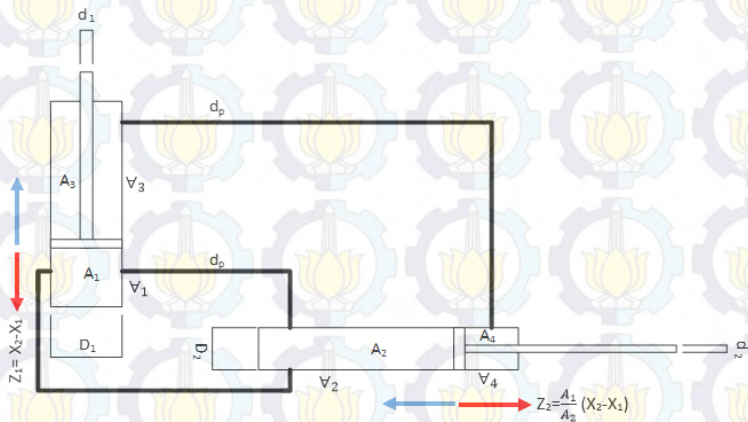 d₁
dₚ
A₃
∀₃
dₚ
A₁
∀₁
Z₁= X₂-X₁
D₁
D₂
A₂
A₄
d₂
∀₂
∀₄
Z₂=A₁/A₂ (X₂-X₁)